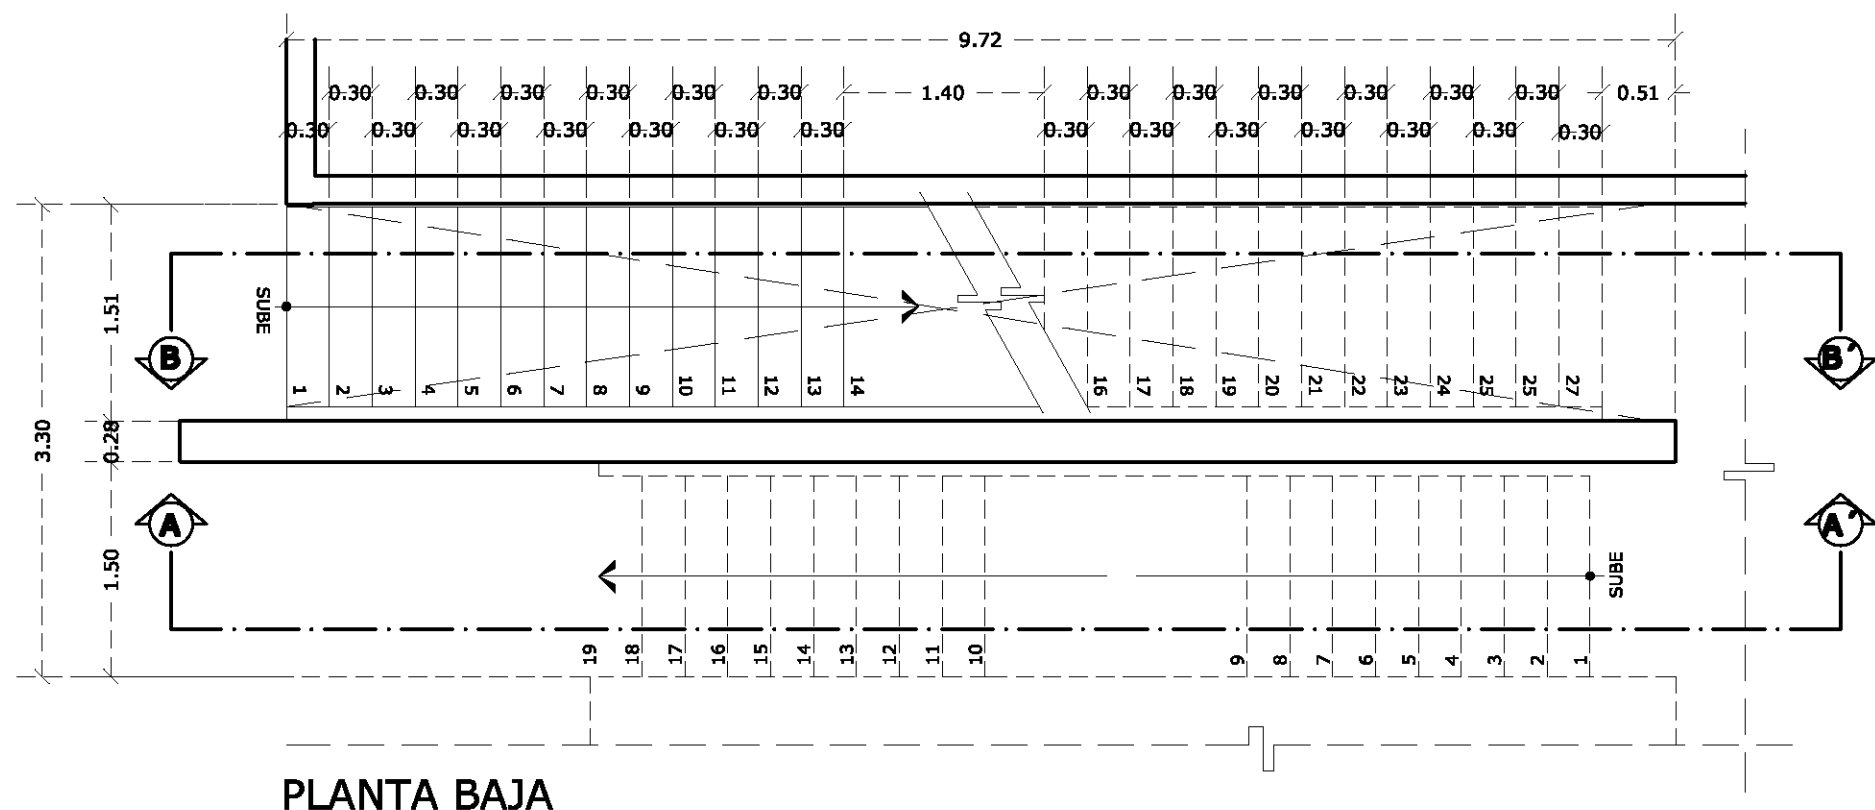 9.72
0.30 0.30 0.30 0.30 0.30 0.30 1.40 0.30 0.30 0.30 0.30 0.30 0.30 0.51
0.30 0.30 0.30 0.30 0.30 0.30 0.30 0.30 0.30 0.30 0.30 0.30 0.30 0.30
SUBE
1.51
B
B´
1 2 3 4 5 6 7 8 9 10 11 12 13 14 16 17 18 19 20 21 22 23 24 25 25 27
3.30
0.28
A
A´
1.50
SUBE
19 18 17 16 15 14 13 12 11 10 9 8 7 6 5 4 3 2 1
PLANTA BAJA